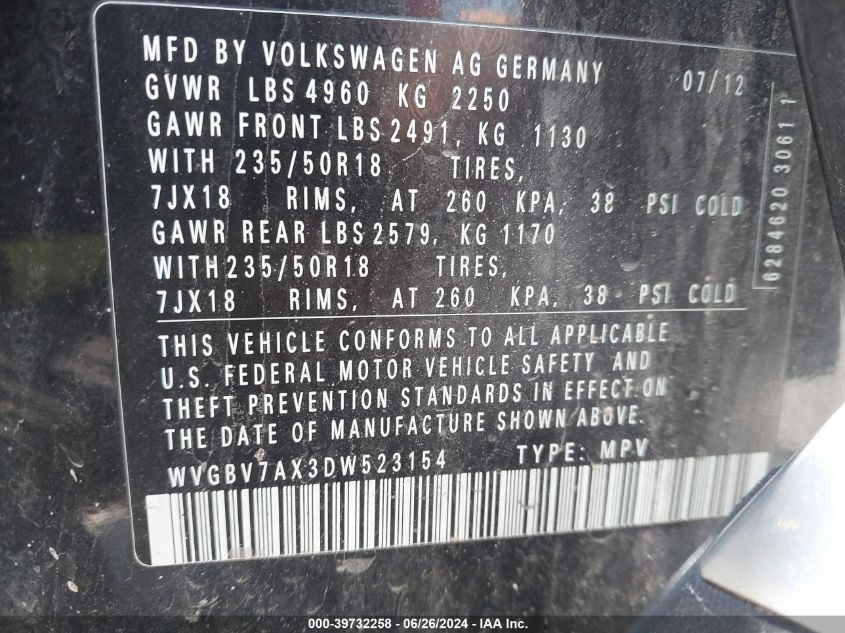 MFD BY VOLKSWAGEN AG GERMANY 07/12
GVWR LBS 4960 KG 2250
GAWR FRONT LBS 2491, KG 1130
WITH 235/50R18 TIRES,
7JX18 RIMS, AT 260 KPA, 38 PSI COLD
GAWR REAR LBS 2579, KG 1170
WITH 235/50R18 TIRES,
7JX18 RIMS, AT 260 KPA, 38 PSI COLD
THIS VEHICLE CONFORMS TO ALL APPLICABLE
U.S. FEDERAL MOTOR VEHICLE SAFETY AND
THEFT PREVENTION STANDARDS IN EFFECT ON
THE DATE OF MANUFACTURE SHOWN ABOVE.
WVGBV7AX3DW523154 TYPE: MPV
6284620 3061 1
000-39732258 - 06/26/2024 - IAA Inc.